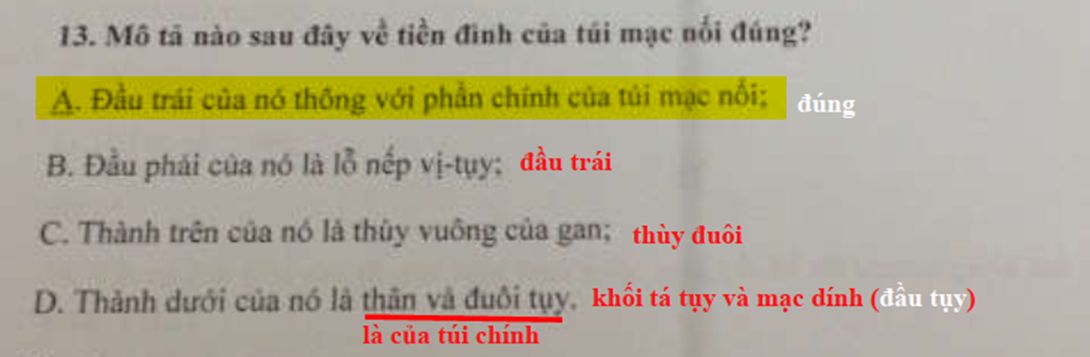 13. Mô tả nào sau đây về tiền đình của túi mạc nối đúng?
A. Đầu trái của nó thông với phần chính của túi mạc nối; đúng
B. Đầu phải của nó là lỗ nếp vị-tụy; đầu trái
C. Thành trên của nó là thùy vuông của gan; thùy đuôi
D. Thành dưới của nó là thân và đuôi tụy. khối tá tụy và mạc dính (đầu tụy)
là của túi chính